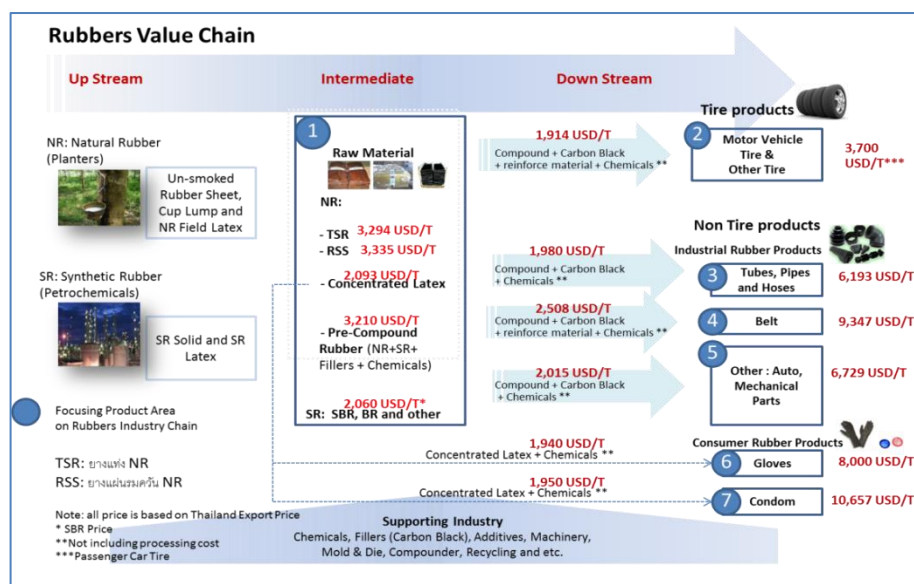 Rubbers Value Chain
Up Stream
Intermediate
Down Stream
NR: Natural Rubber
(Planters)
Un-smoked
Rubber Sheet,
Cup Lump and
NR Field Latex
SR: Synthetic Rubber
(Petrochemicals)
SR Solid and SR
Latex
Focusing Product Area
on Rubbers Industry Chain
TSR: ยางแท่ง NR
RSS: ยางแผ่นรมควัน NR
Note: all price is based on Thailand Export Price
* SBR Price
**Not including processing cost
***Passenger Car Tire
1
Raw Material
NR:
- TSR 3,294 USD/T
- RSS 3,335 USD/T
2,093 USD/T
- Concentrated Latex
3,210 USD/T
- Pre-Compound
Rubber (NR+SR+
Fillers + Chemicals)
2,060 USD/T*
SR: SBR, BR and other
1,914 USD/T
Compound + Carbon Black
+ reinforce material + Chemicals **
Tire products
2
Motor Vehicle
Tire &
Other Tire
3,700
USD/T***
Non Tire products
Industrial Rubber Products
1,980 USD/T
Compound + Carbon Black
+ Chemicals **
3
Tubes, Pipes
and Hoses
6,193 USD/T
2,508 USD/T
Compound + Carbon Black
+ reinforce material + Chemicals **
4
Belt
9,347 USD/T
2,015 USD/T
Compound + Carbon Black
+ Chemicals **
5
Other : Auto,
Mechanical
Parts
6,729 USD/T
Consumer Rubber Products
1,940 USD/T
Concentrated Latex + Chemicals **
6
Gloves
8,000 USD/T
1,950 USD/T
Concentrated Latex + Chemicals **
7
Condom
10,657 USD/T
Supporting Industry
Chemicals, Fillers (Carbon Black), Additives, Machinery,
Mold & Die, Compounder, Recycling and etc.